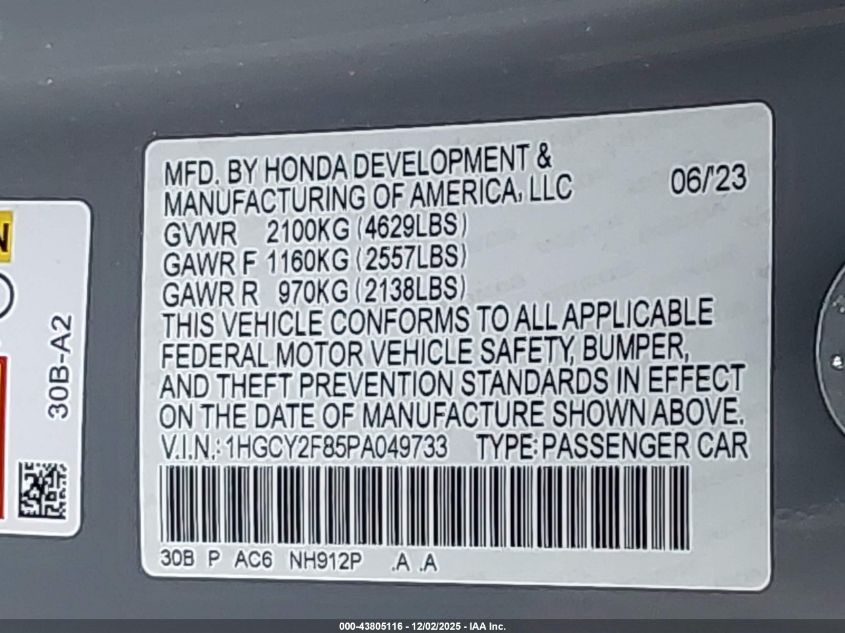 MFD. BY HONDA DEVELOPMENT &
MANUFACTURING OF AMERICA, LLC 06/'23
GVWR 2100KG (4629LBS)
GAWR F 1160KG (2557LBS)
GAWR R 970KG (2138LBS)
THIS VEHICLE CONFORMS TO ALL APPLICABLE
FEDERAL MOTOR VEHICLE SAFETY, BUMPER,
AND THEFT PREVENTION STANDARDS IN EFFECT
ON THE DATE OF MANUFACTURE SHOWN ABOVE.
V.I.N.: 1HGCY2F85PA049733 TYPE: PASSENGER CAR
30B P AC6 NH912P .A .A
30B-A2
000-43805116 - 12/02/2025 - IAA Inc.